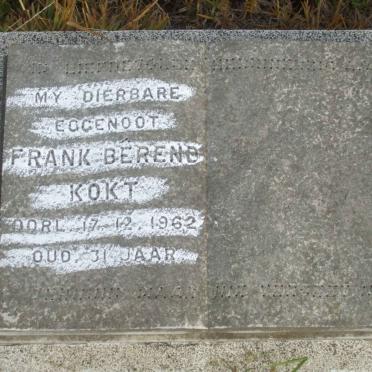 MY DIERBARE
EGGENOOT
FRANK BEREND
KOKT
OORL. 17. 12. 1962
OUD 31 JAAR